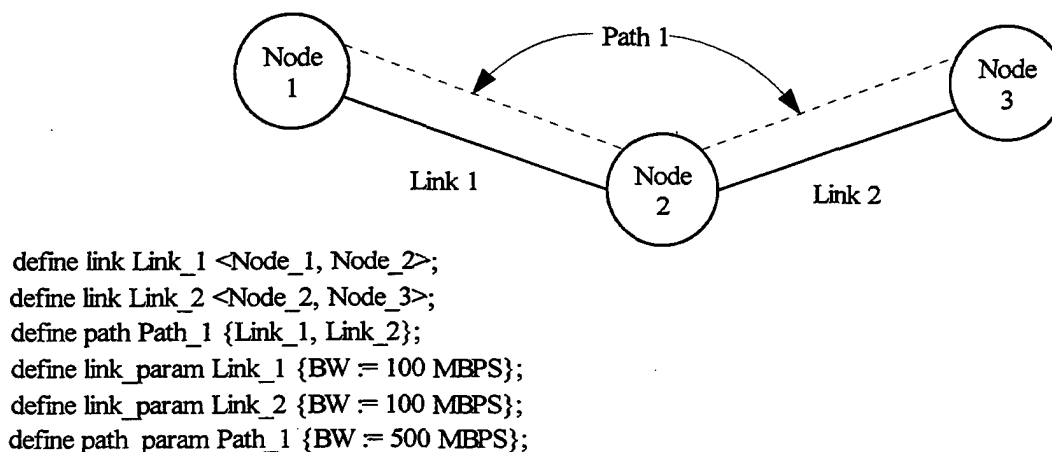 Node
1
Path 1
Node
3
Link 1
Node
2
Link 2
define link Link_1 <Node_1, Node_2>;
define link Link_2 <Node_2, Node_3>;
define path Path_1 {Link_1, Link_2};
define link_param Link_1 {BW := 100 MBPS};
define link_param Link_2 {BW := 100 MBPS};
define path_param Path_1 {BW := 500 MBPS};